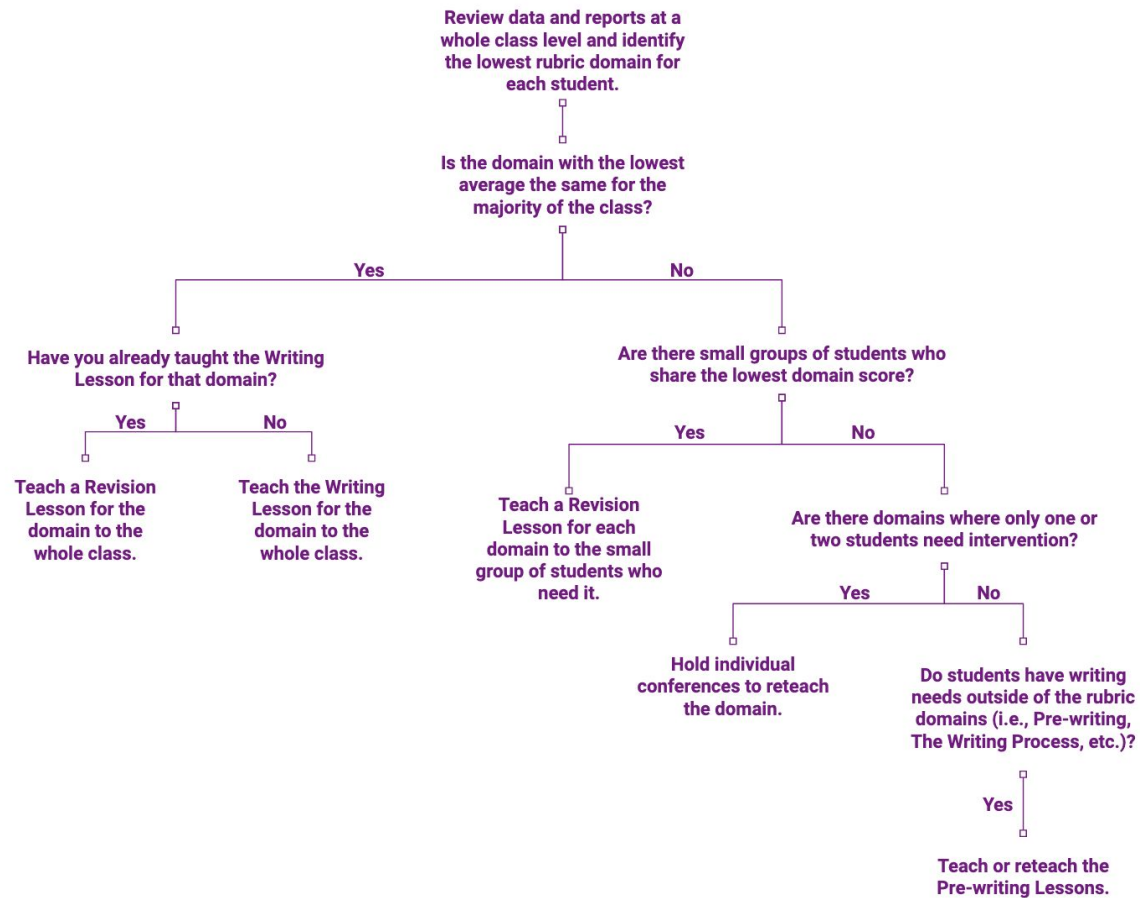 Review data and reports at a
whole class level and identify
the lowest rubric domain for
each student.
Is the domain with the lowest
average the same for the
majority of the class?
Yes
No
Have you already taught the Writing
Lesson for that domain?
Yes
No
Teach a Revision
Lesson for the
domain to the
whole class.
Teach the Writing
Lesson for the
domain to the
whole class.
Are there small groups of students who
share the lowest domain score?
Yes
No
Teach a Revision
Lesson for each
domain to the small
group of students who
need it.
Are there domains where only one or
two students need intervention?
Yes
No
Hold individual
conferences to reteach
the domain.
Do students have writing
needs outside of the rubric
domains (i.e., Pre-writing,
The Writing Process, etc.)?
Yes
Teach or reteach the
Pre-writing Lessons.